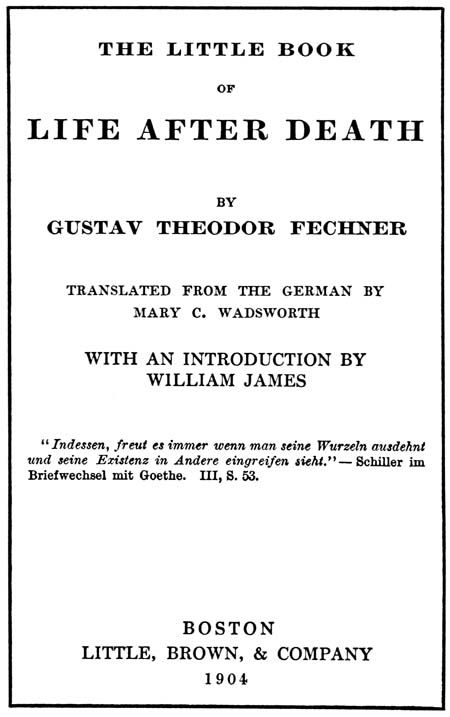 THE LITTLE BOOK
OF
LIFE AFTER DEATH
BY
GUSTAV THEODOR FECHNER
TRANSLATED FROM THE GERMAN BY
MARY C. WADSWORTH
WITH AN INTRODUCTION BY
WILLIAM JAMES
"Indessen, freut es immer wenn man seine Wurzeln ausdehnt
und seine Existenz in Andere eingreifen sieht."—Schiller im
Briefwechsel mit Goethe. III, S. 53.
BOSTON
LITTLE, BROWN, & COMPANY
1904